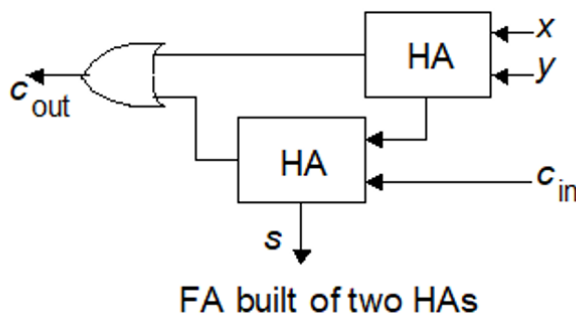 x
HA
y
c out
HA
c in
s
FA built of two HAs